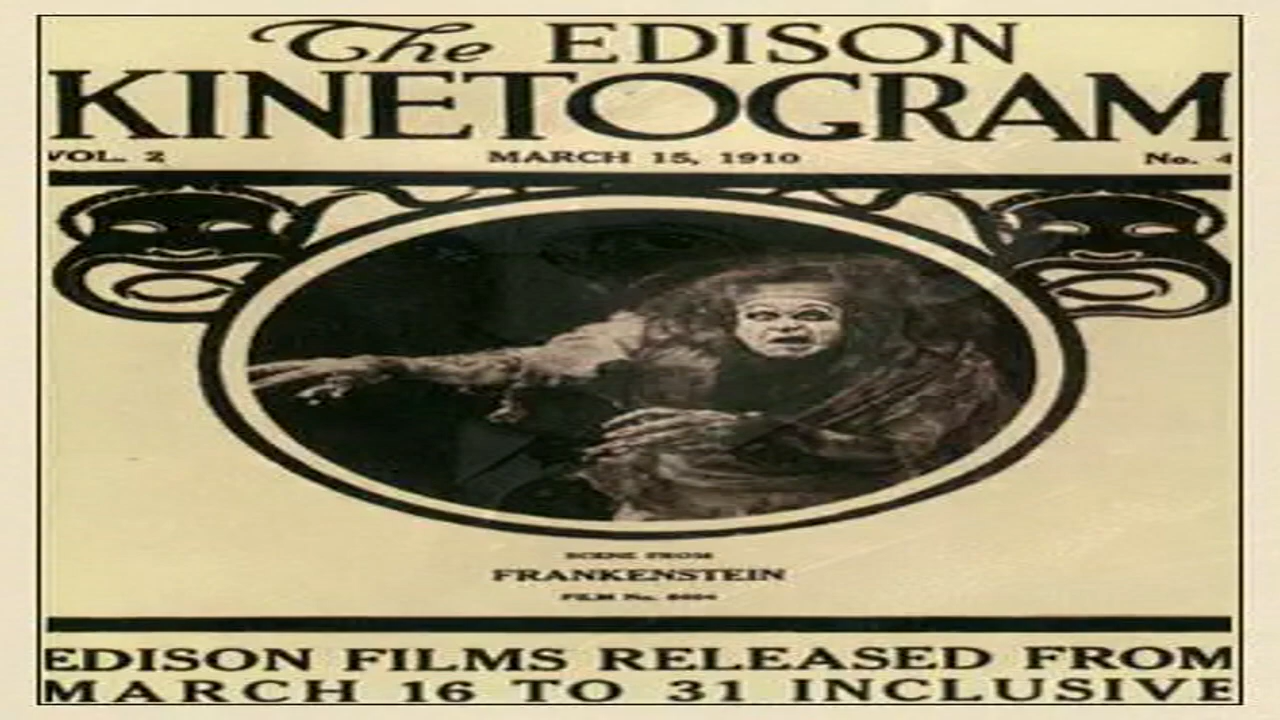 The EDISON
KINETOGRAM
VOL. 2 MARCH 15, 1910 No. 4
SCENE FROM
FRANKENSTEIN
FILM No.
EDISON FILMS RELEASED FROM
MARCH 16 TO 31 INCLUSIVE